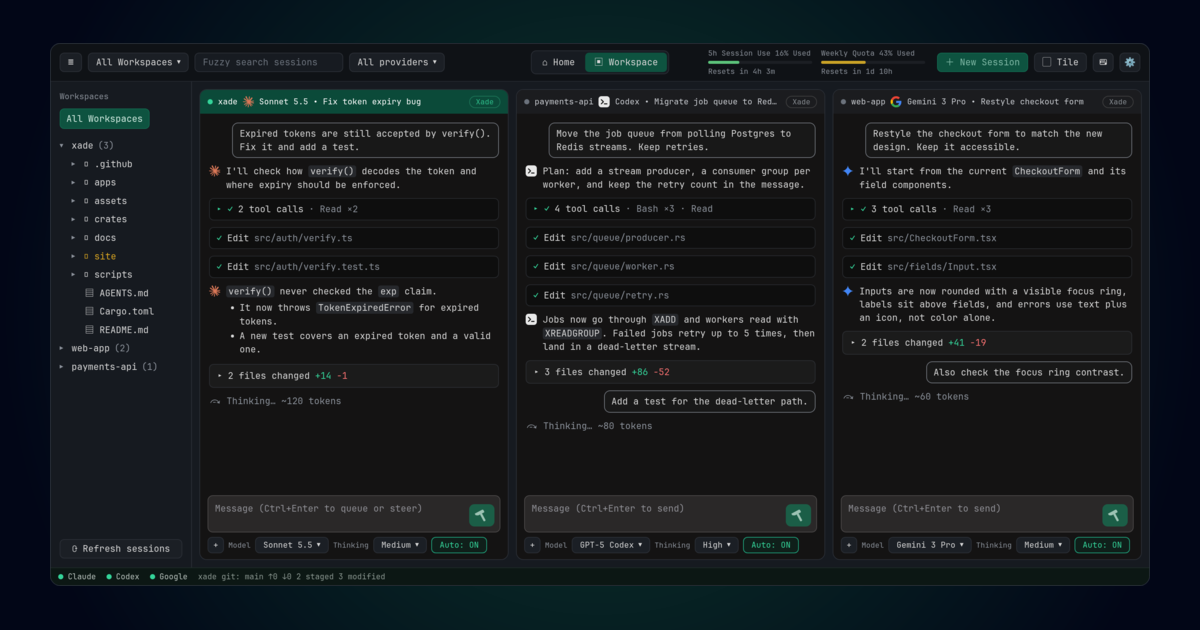 All Workspaces ▾
Fuzzy search sessions
All providers ▾
Home
Workspace
5h Session Use 16% Used
Resets in 4h 3m
Weekly Quota 43% Used
Resets in 1d 10h
+ New Session
Tile
Workspaces
All Workspaces
xade (3)
.github
apps
assets
crates
docs
site
scripts
AGENTS.md
Cargo.toml
README.md
web-app (2)
payments-api (1)
Refresh sessions
xade Sonnet 5.5 • Fix token expiry bug
Xade
Expired tokens are still accepted by verify().
Fix it and add a test.
I'll check how verify() decodes the token and
where expiry should be enforced.
✓ 2 tool calls · Read ×2
✓ Edit src/auth/verify.ts
✓ Edit src/auth/verify.test.ts
verify() never checked the exp claim.
• It now throws TokenExpiredError for expired
tokens.
• A new test covers an expired token and a valid
one.
▸ 2 files changed +14 -1
Thinking… ~120 tokens
Message (Ctrl+Enter to queue or steer)
+ Model Sonnet 5.5 ▾ Thinking Medium ▾ Auto: ON
payments-api Codex • Migrate job queue to Red…
Xade
Move the job queue from polling Postgres to
Redis streams. Keep retries.
Plan: add a stream producer, a consumer group per
worker, and keep the retry count in the message.
✓ 4 tool calls · Bash ×3 · Read
✓ Edit src/queue/producer.rs
✓ Edit src/queue/worker.rs
✓ Edit src/queue/retry.rs
Jobs now go through XADD and workers read with
XREADGROUP. Failed jobs retry up to 5 times, then
land in a dead-letter stream.
▸ 3 files changed +86 -52
Add a test for the dead-letter path.
Thinking… ~80 tokens
Message (Ctrl+Enter to send)
+ Model GPT-5 Codex ▾ Thinking High ▾ Auto: ON
web-app Gemini 3 Pro • Restyle checkout form
Xade
Restyle the checkout form to match the new
design. Keep it accessible.
I'll start from the current CheckoutForm and its
field components.
✓ 3 tool calls · Read ×3
✓ Edit src/CheckoutForm.tsx
✓ Edit src/fields/Input.tsx
Inputs are now rounded with a visible focus ring,
labels sit above fields, and errors use text plus
an icon, not color alone.
▸ 2 files changed +41 -19
Also check the focus ring contrast.
Thinking… ~60 tokens
Message (Ctrl+Enter to send)
+ Model Gemini 3 Pro ▾ Thinking Medium ▾ Auto: ON
Claude Codex Google xade git: main ↑0 ↓0 2 staged 3 modified